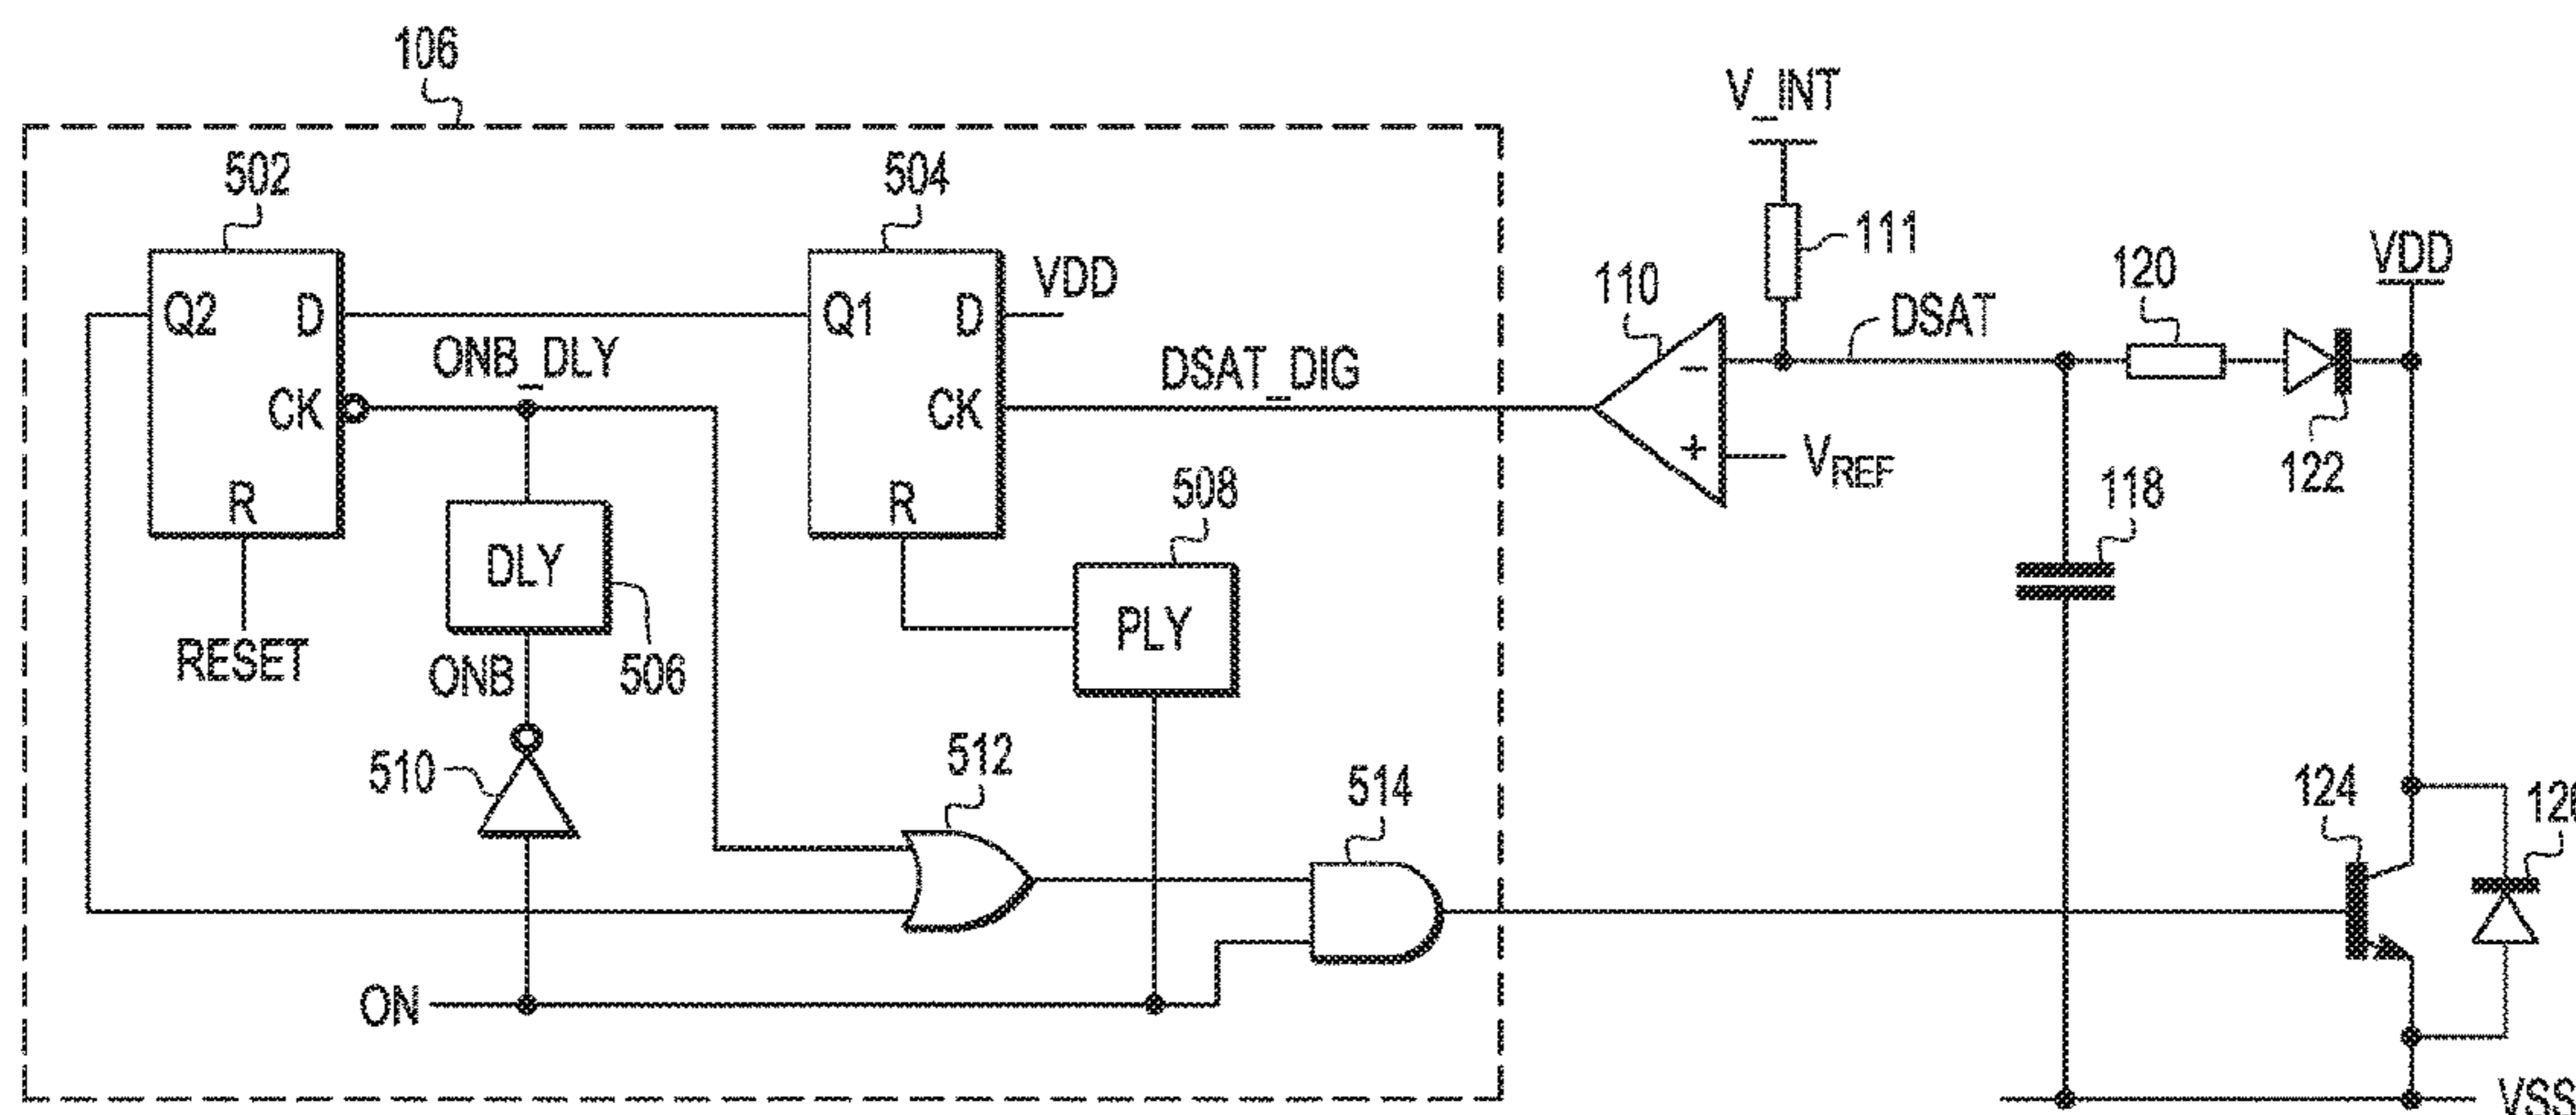 106
V_INT
502
504
111
VDD
110
120
VDD
Q2
D
Q1
D
DSAT
ONB_DLY
DSAT_DIG
CK
CK
–
+
VREF
122
118
508
R
R
DLY
PLY
RESET
ONB
506
510
512
514
124
ON
VSS